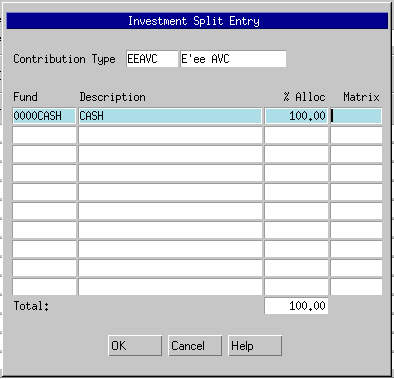 Investment Split Entry
Contribution Type EEAVC E'ee AVC
Fund Description % Alloc Matrix
0000CASH CASH 100.00
Total: 100.00
OK Cancel Help